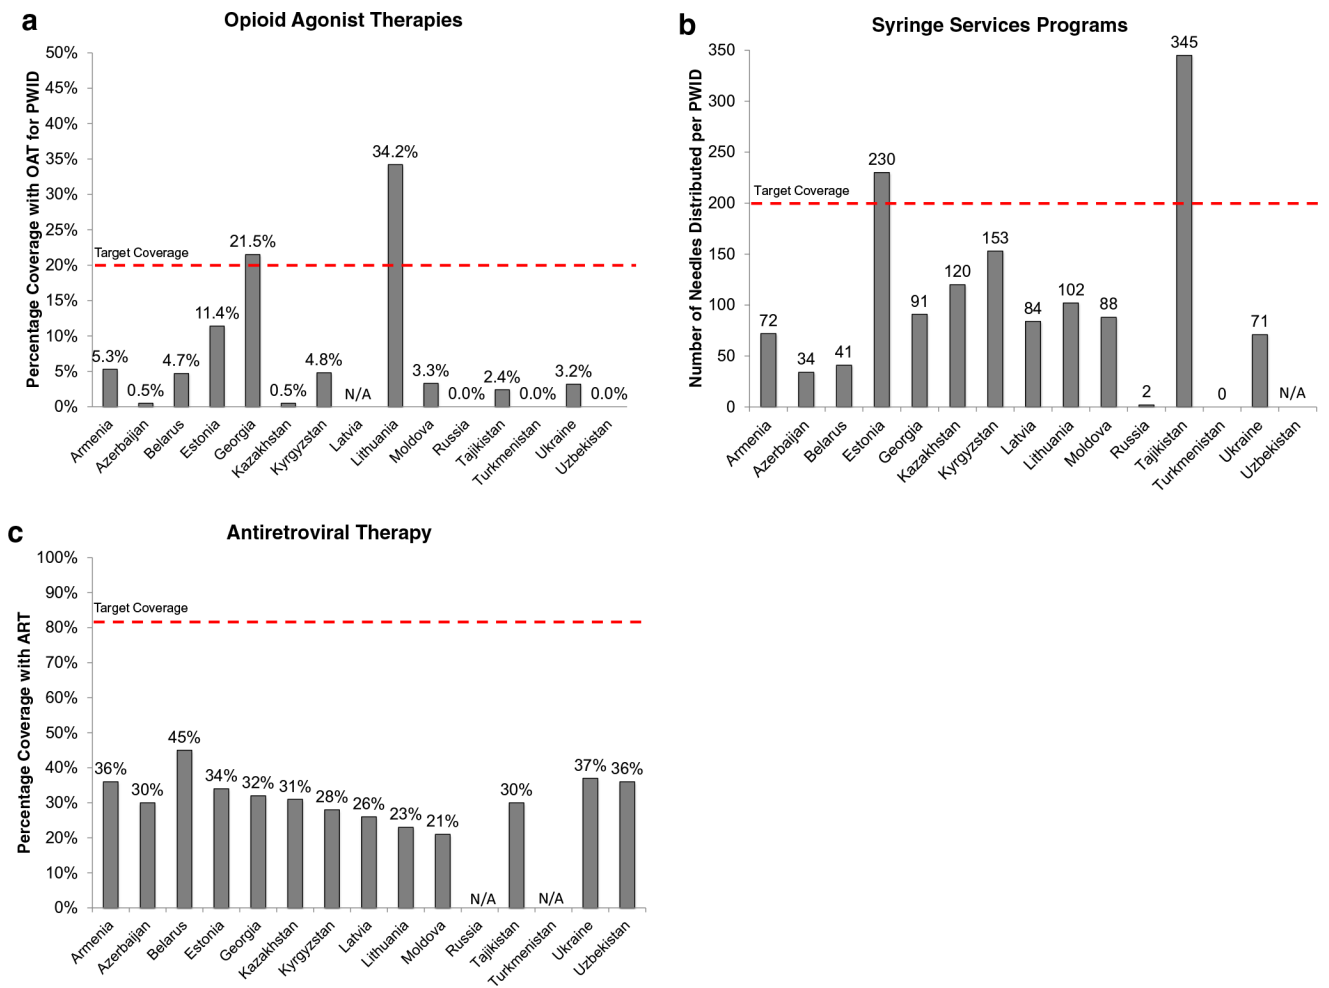 a
Opioid Agonist Therapies
Percentage Coverage with OAT for PWID
50%
45%
40%
35%
30%
25%
20%
15%
10%
5%
0%
Target Coverage
5.3%
0.5%
4.7%
11.4%
21.5%
0.5%
4.8%
N/A
34.2%
3.3%
0.0%
2.4%
0.0%
3.2%
0.0%
Armenia
Azerbaijan
Belarus
Estonia
Georgia
Kazakhstan
Kyrgyzstan
Latvia
Lithuania
Moldova
Russia
Tajikistan
Turkmenistan
Ukraine
Uzbekistan
b
Syringe Services Programs
Number of Needles Distributed per PWID
350
300
250
200
150
100
50
0
Target Coverage
72
34
41
230
91
120
153
84
102
88
2
345
0
71
N/A
Armenia
Azerbaijan
Belarus
Estonia
Georgia
Kazakhstan
Kyrgyzstan
Latvia
Lithuania
Moldova
Russia
Tajikistan
Turkmenistan
Ukraine
Uzbekistan
c
Antiretroviral Therapy
Percentage Coverage with ART
100%
90%
80%
70%
60%
50%
40%
30%
20%
10%
0%
Target Coverage
36%
30%
45%
34%
32%
31%
28%
26%
23%
21%
N/A
30%
N/A
37%
36%
Armenia
Azerbaijan
Belarus
Estonia
Georgia
Kazakhstan
Kyrgyzstan
Latvia
Lithuania
Moldova
Russia
Tajikistan
Turkmenistan
Ukraine
Uzbekistan